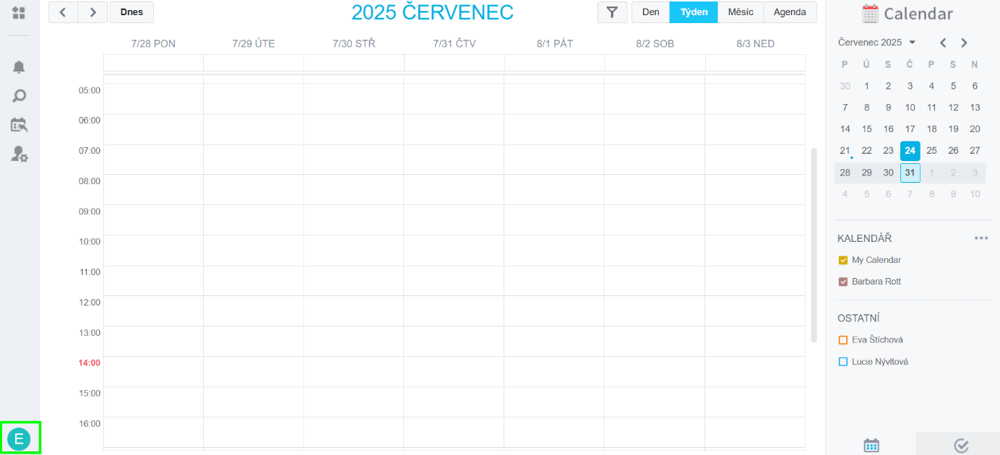 2025 ČERVENEC
Dnes
Den Týden Měsíc Agenda
7/28 PON 7/29 ÚTE 7/30 STŘ 7/31 ČTV 8/1 PÁT 8/2 SOB 8/3 NED
05:00
06:00
07:00
08:00
09:00
10:00
11:00
12:00
13:00
14:00
15:00
16:00
E
Calendar
Červenec 2025
P Ú S Č P S N
30 1 2 3 4 5 6
7 8 9 10 11 12 13
14 15 16 17 18 19 20
21 22 23 24 25 26 27
28 29 30 31 1 2 3
4 5 6 7 8 9 10
KALENDÁŘ
My Calendar
Barbara Rott
OSTATNÍ
Eva Štíchová
Lucie Nývltová